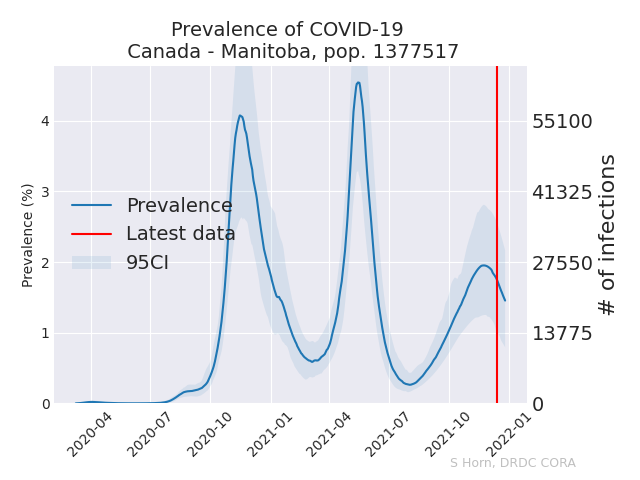 Prevalence of COVID-19
Canada - Manitoba, pop. 1377517
Prevalence (%)
4
3
2
1
0
Prevalence
Latest data
95CI
55100
41325
27550
13775
0
# of infections
2020-04
2020-07
2020-10
2021-01
2021-04
2021-07
2021-10
2022-01
S Horn, DRDC CORA